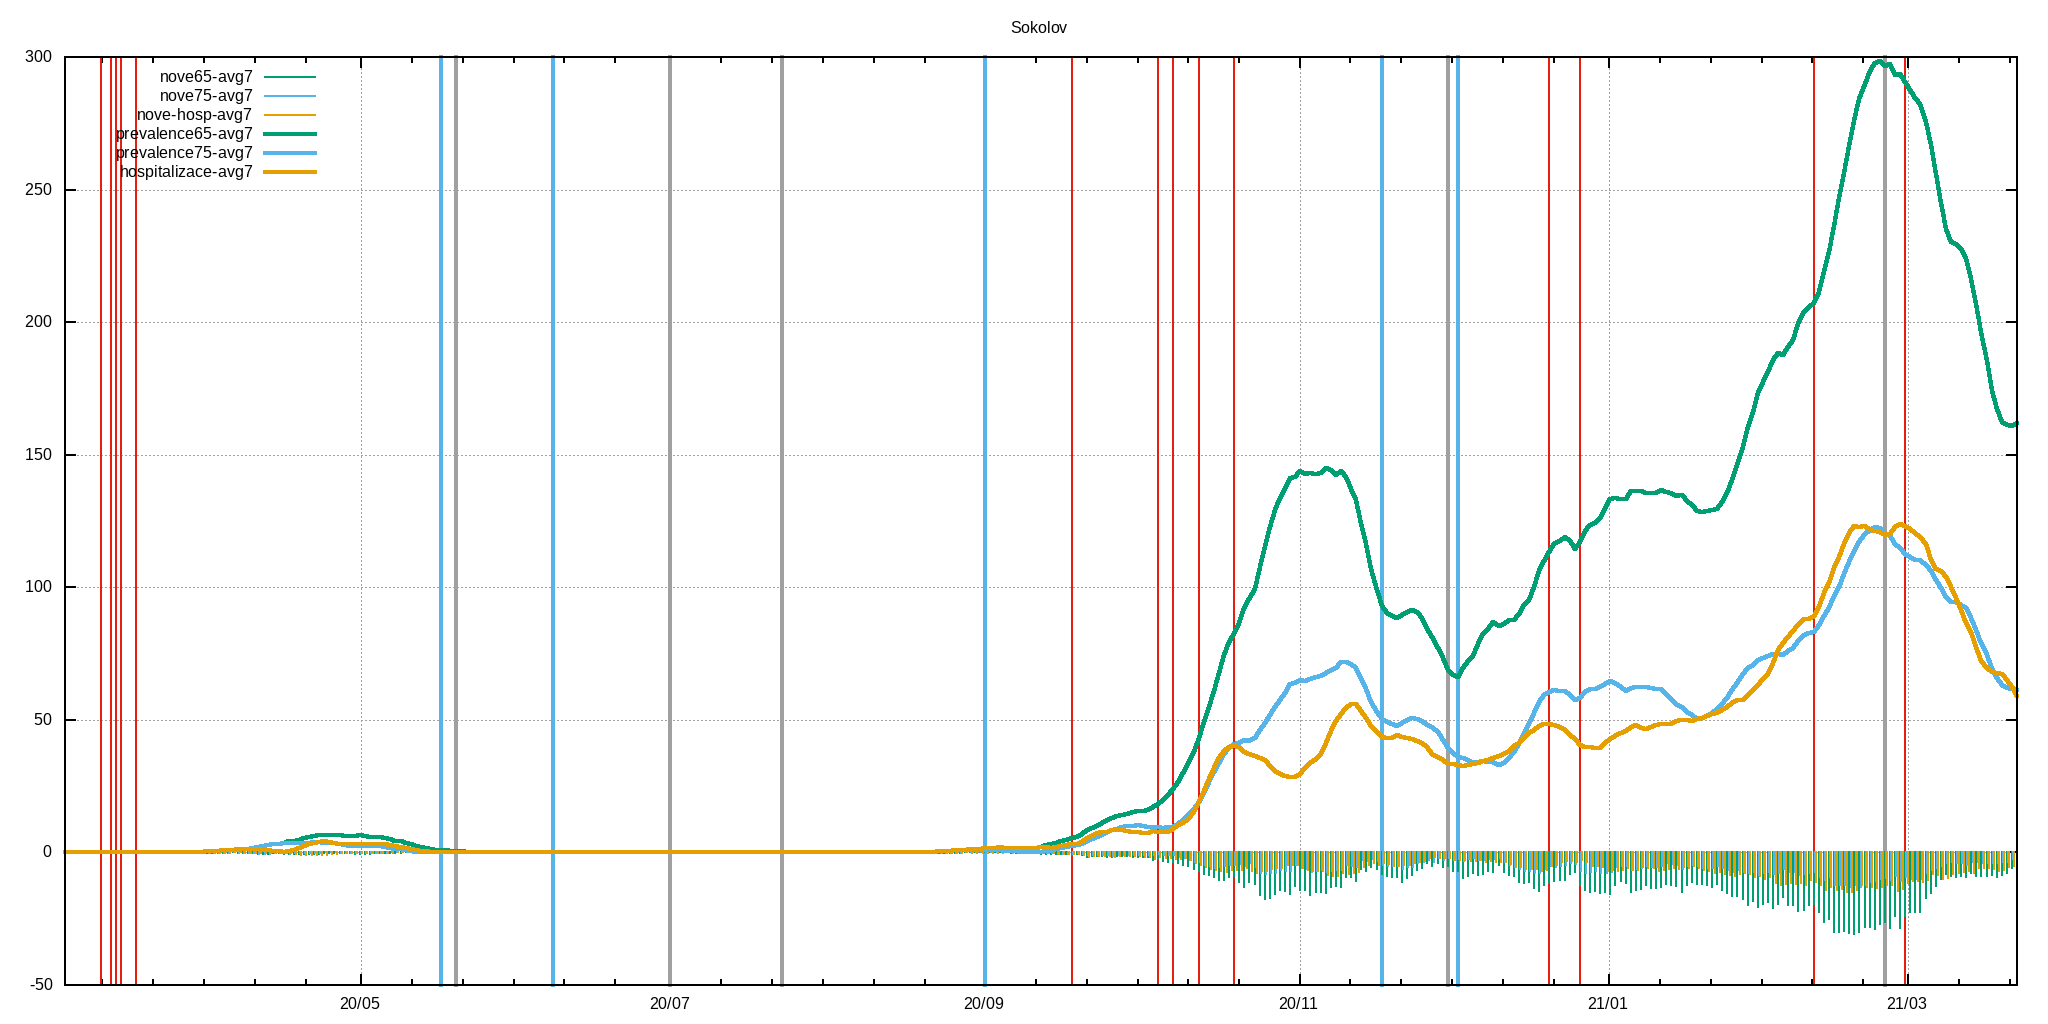 Sokolov
300
250
200
150
100
50
0
-50
nove65-avg7
nove75-avg7
nove-hosp-avg7
prevalence65-avg7
prevalence75-avg7
hospitalizace-avg7
20/05 20/07 20/09 20/11 21/01 21/03